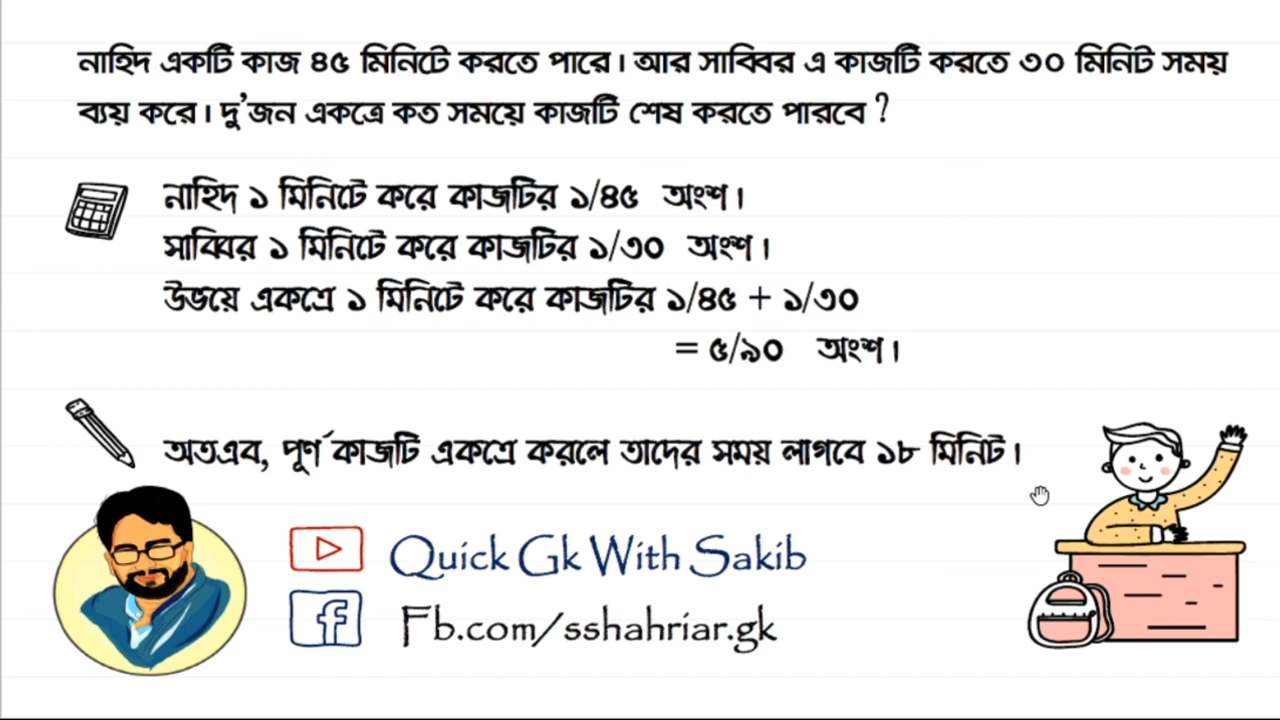 নাহিদ একটি কাজ ৪৫ মিনিটে করতে পারে। আর সাব্বির এ কাজটি করতে ৩০ মিনিট সময়
ব্যয় করে। দু'জন একত্রে কত সময়ে কাজটি শেষ করতে পারবে ?
নাহিদ ১ মিনিটে করে কাজটির ১/৪৫ অংশ।
সাব্বির ১ মিনিটে করে কাজটির ১/৩০ অংশ।
উভয়ে একত্রে ১ মিনিটে করে কাজটির ১/৪৫ + ১/৩০
= ৫/৯০ অংশ।
অতএব, পূর্ণ কাজটি একত্রে করলে তাদের সময় লাগবে ১৮ মিনিট।
Quick Gk With Sakib
Fb.com/sshahriar.gk